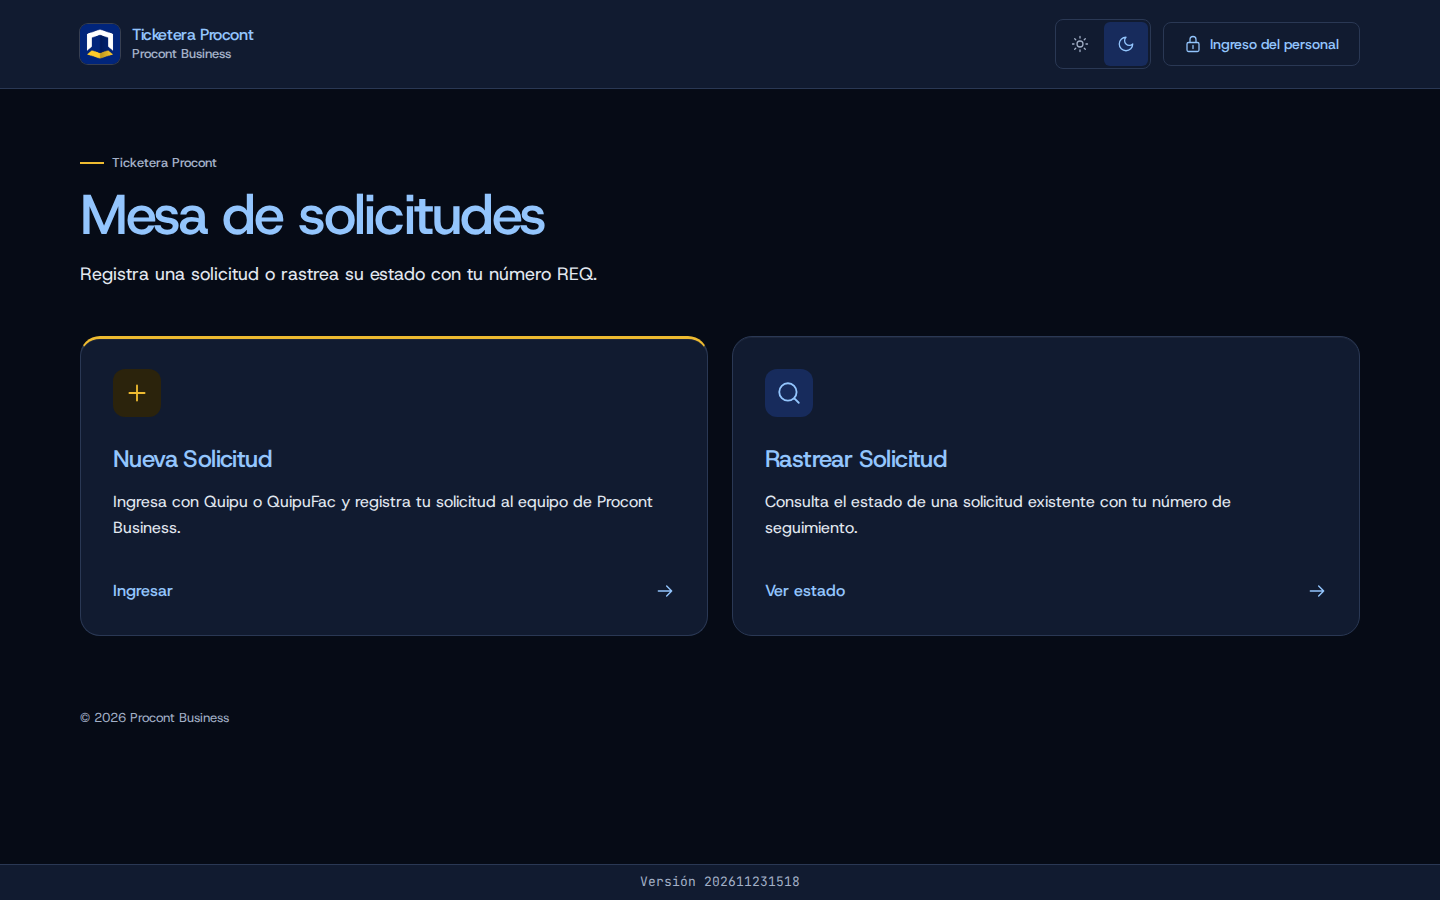 Ticketera Procont
Procont Business
Ingreso del personal
Ticketera Procont
Mesa de solicitudes
Registra una solicitud o rastrea su estado con tu número REQ.
Nueva Solicitud
Ingresa con Quipu o QuipuFac y registra tu solicitud al equipo de Procont
Business.
Ingresar
Rastrear Solicitud
Consulta el estado de una solicitud existente con tu número de
seguimiento.
Ver estado
© 2026 Procont Business
Versión 202611231518